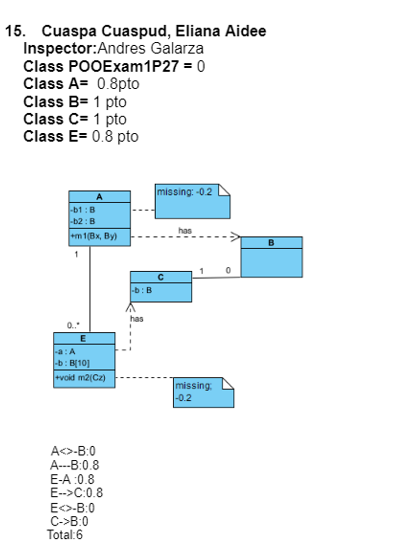 15. Cuaspa Cuaspud, Eliana Aidee
Inspector:Andres Galarza
Class POOExam1P27 = 0
Class A= 0.8pto
Class B= 1 pto
Class C= 1 pto
Class E= 0.8 pto
missing: -0.2
A
-b1 : B
-b2 : B
+m1(Bx, By)
has
B
1
C
1
0
-b : B
has
0..*
E
-a : A
-b : B[10]
+void m2(Cz)
missing:
-0.2
A<>-B:0
A---B:0.8
E-A :0.8
E-->C:0.8
E<>-B:0
C->B:0
Total:6